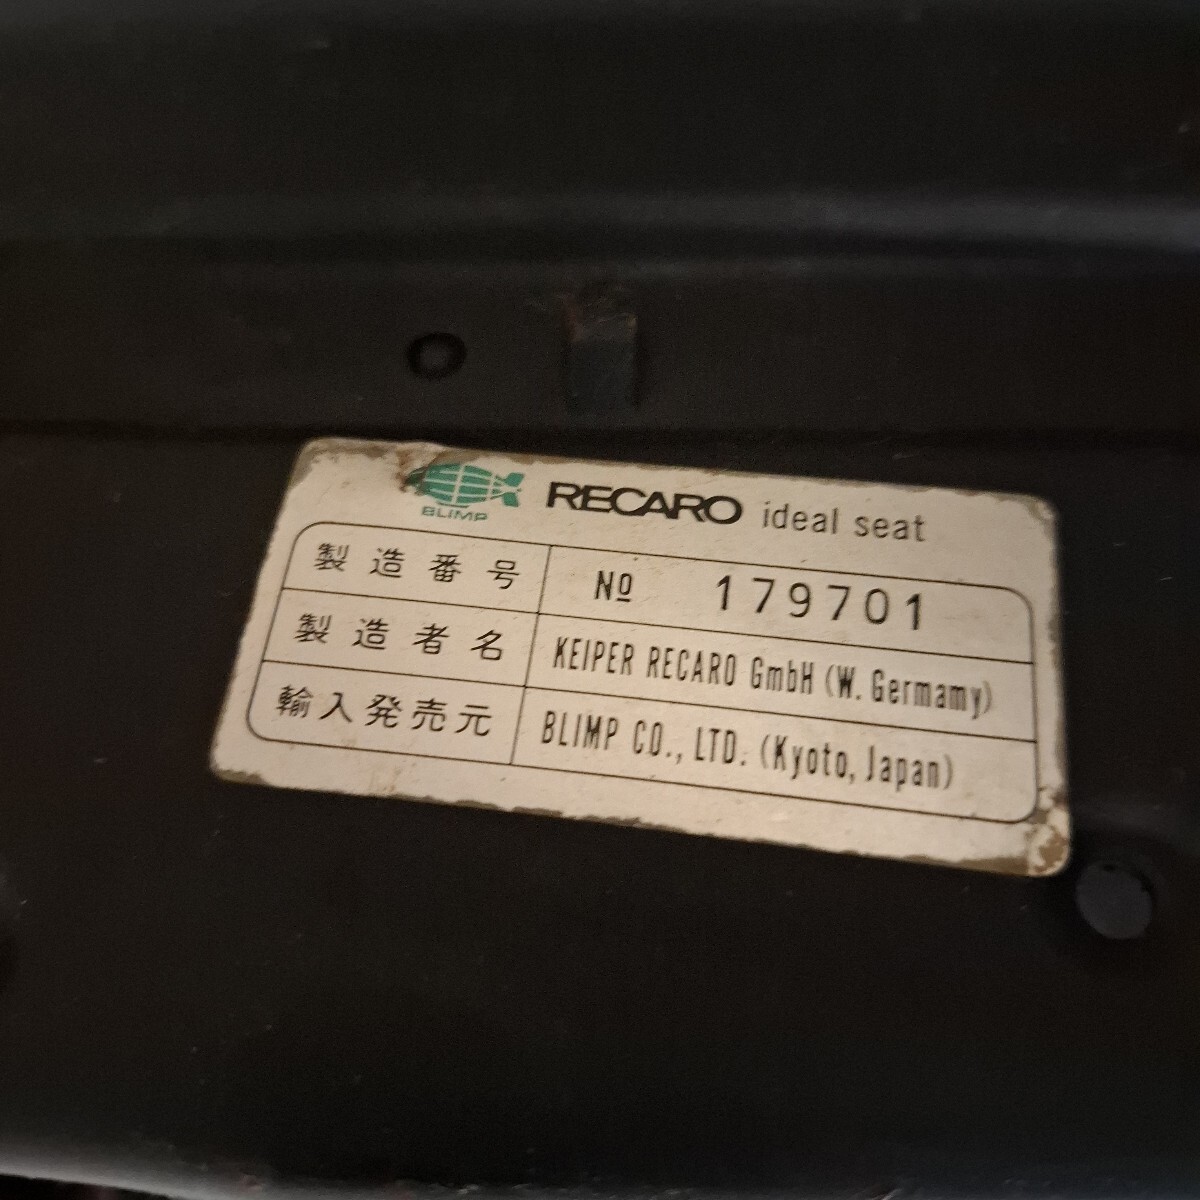 BLIMP
RECARO ideal seat
製造番号 No 179701
製造者名 KEIPER RECARO GmbH (W. Germamy)
輸入発売元 BLIMP CO., LTD. (Kyoto, Japan)